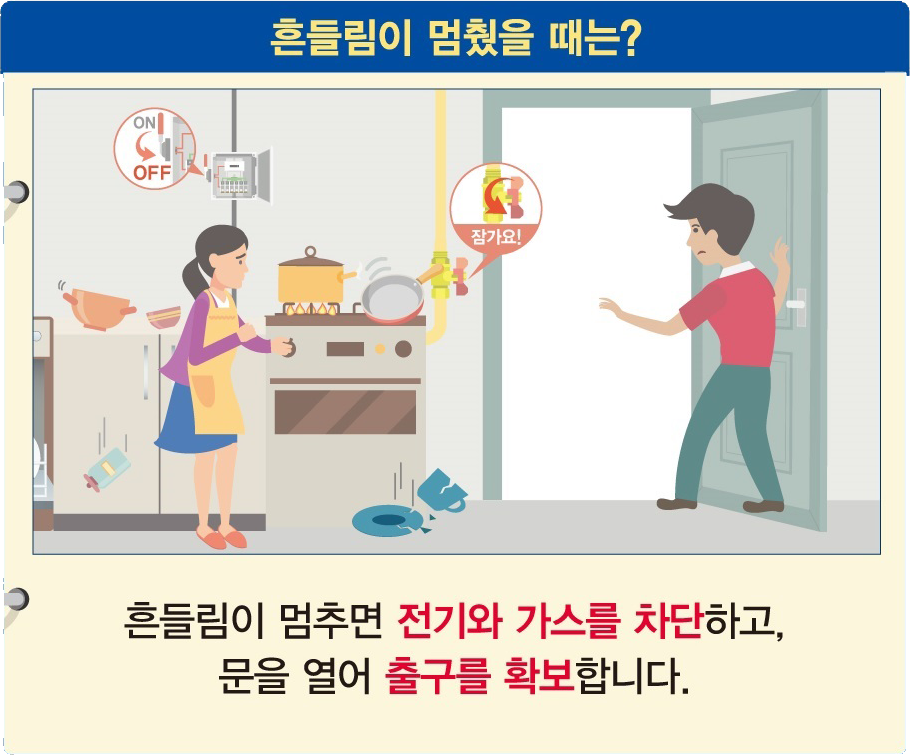 흔들림이 멈췄을 때는?
ON
OFF
잠가요!
흔들림이 멈추면 전기와 가스를 차단하고,
문을 열어 출구를 확보합니다.